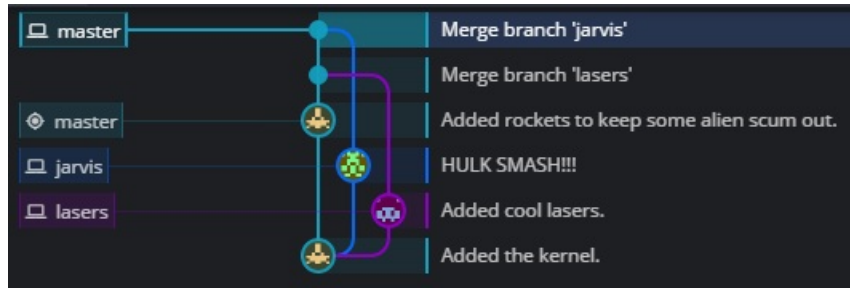 master Merge branch 'jarvis'
Merge branch 'lasers'
master Added rockets to keep some alien scum out.
jarvis HULK SMASH!!!
lasers Added cool lasers.
Added the kernel.